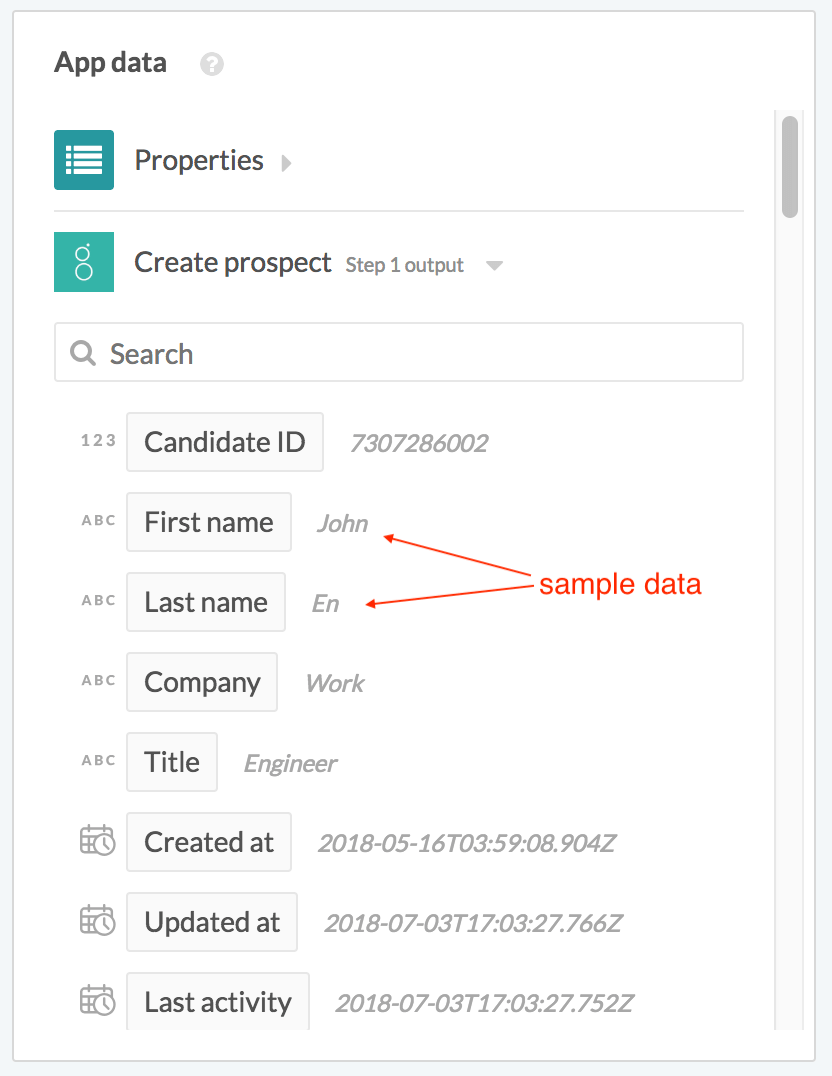 App data ?
Properties
Create prospect Step 1 output
Search
123 Candidate ID 7307286002
ABC First name John
sample data
ABC Last name En
ABC Company Work
ABC Title Engineer
Created at 2018-05-16T03:59:08.904Z
Updated at 2018-07-03T17:03:27.766Z
Last activity 2018-07-03T17:03:27.752Z